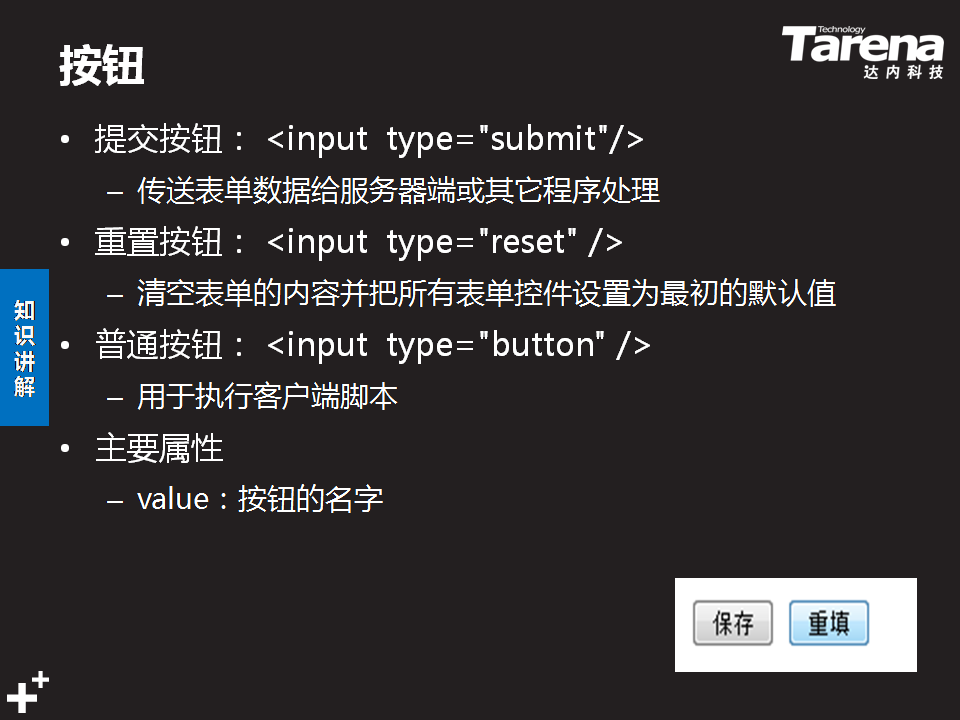 按钮
Technology
Tarena
达内科技
• 提交按钮： <input type="submit"/>
– 传送表单数据给服务器端或其它程序处理
• 重置按钮： <input type="reset" />
– 清空表单的内容并把所有表单控件设置为最初的默认值
• 普通按钮： <input type="button" />
– 用于执行客户端脚本
• 主要属性
– value：按钮的名字
知识讲解
保存 重填